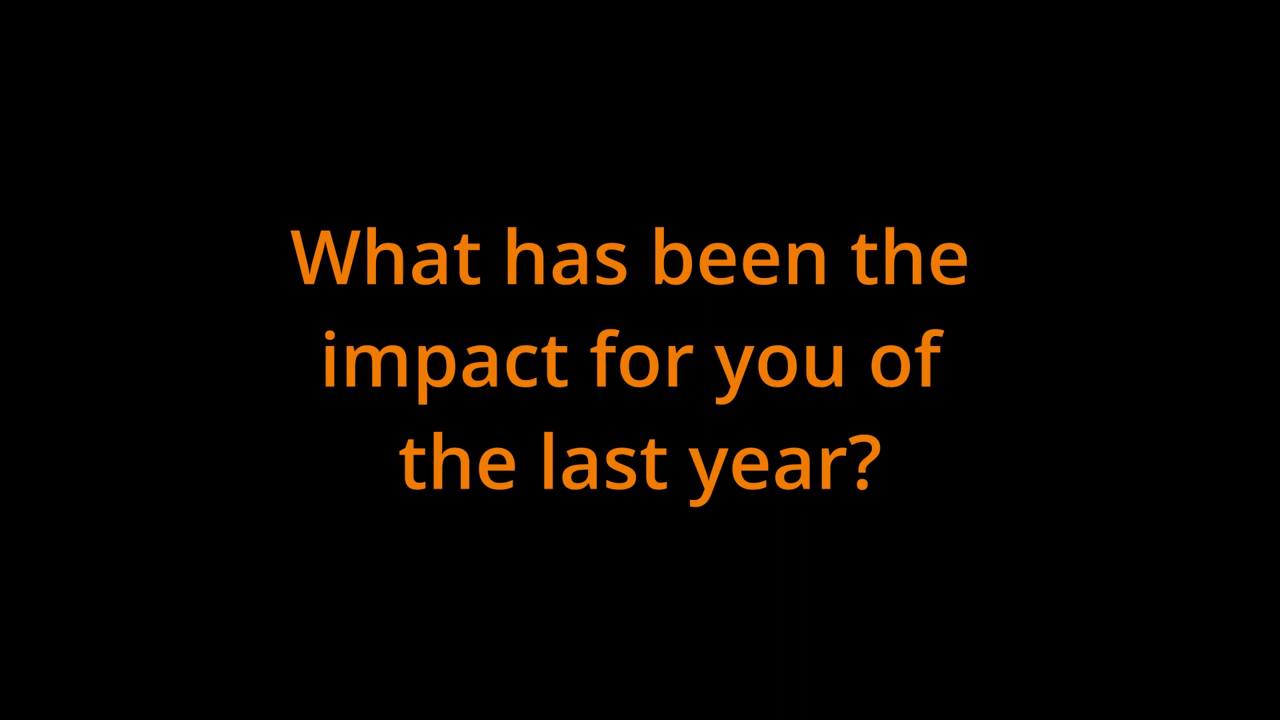 What has been the
impact for you of
the last year?